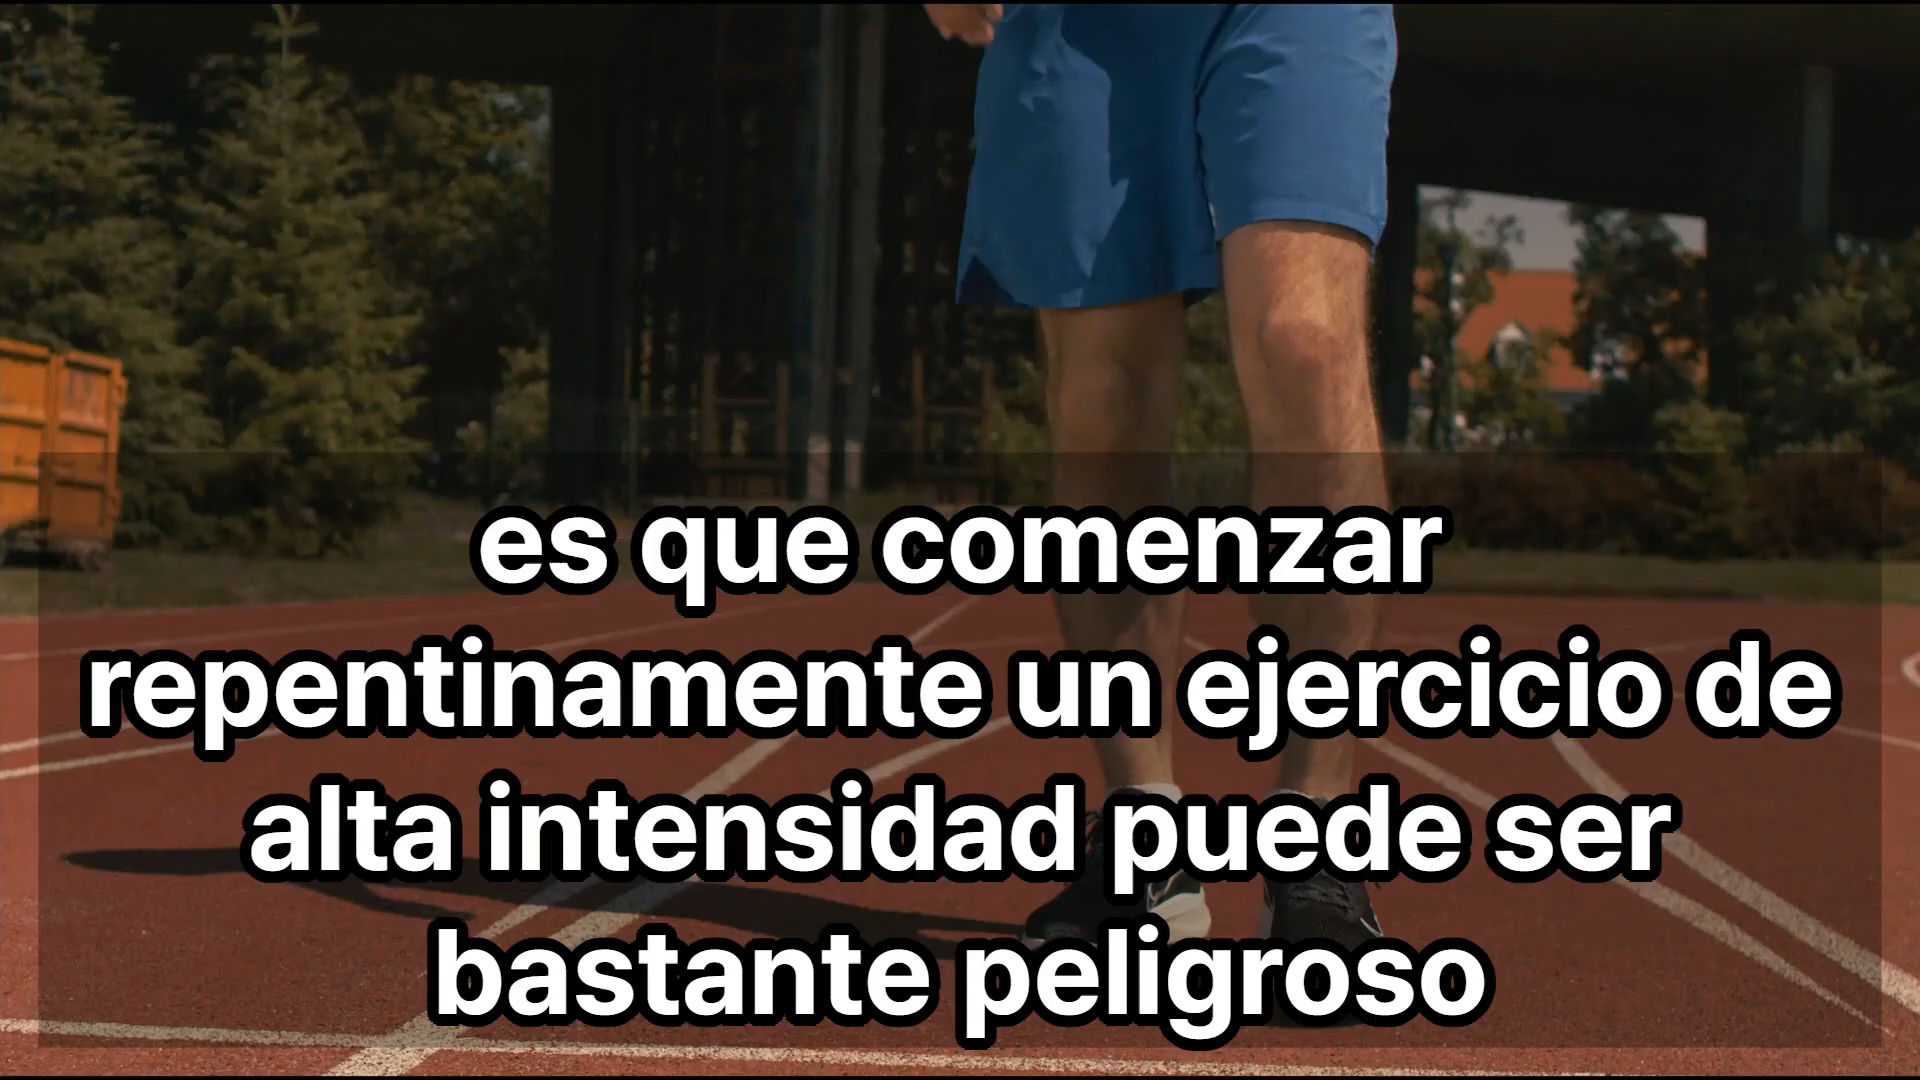 es que comenzar
repentinamente un ejercicio de
alta intensidad puede ser
bastante peligroso